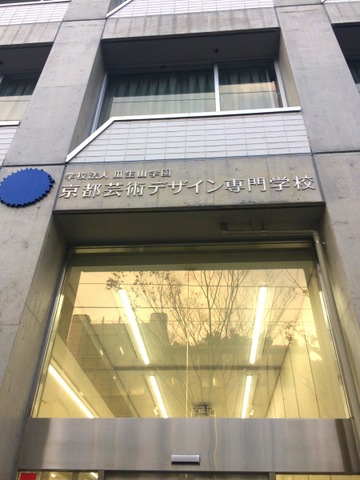 学校法人 瓜生山学園
京都芸術デザイン専門学校